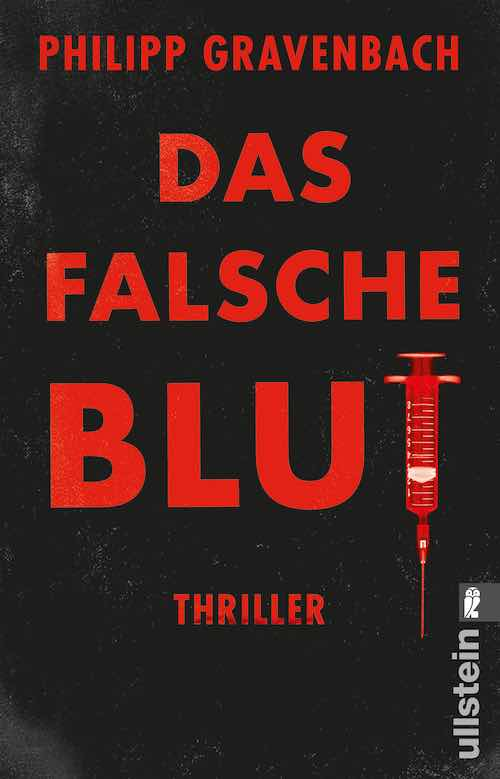 PHILIPP GRAVENBACH
DAS
FALSCHE
BLUT
THRILLER
ullstein